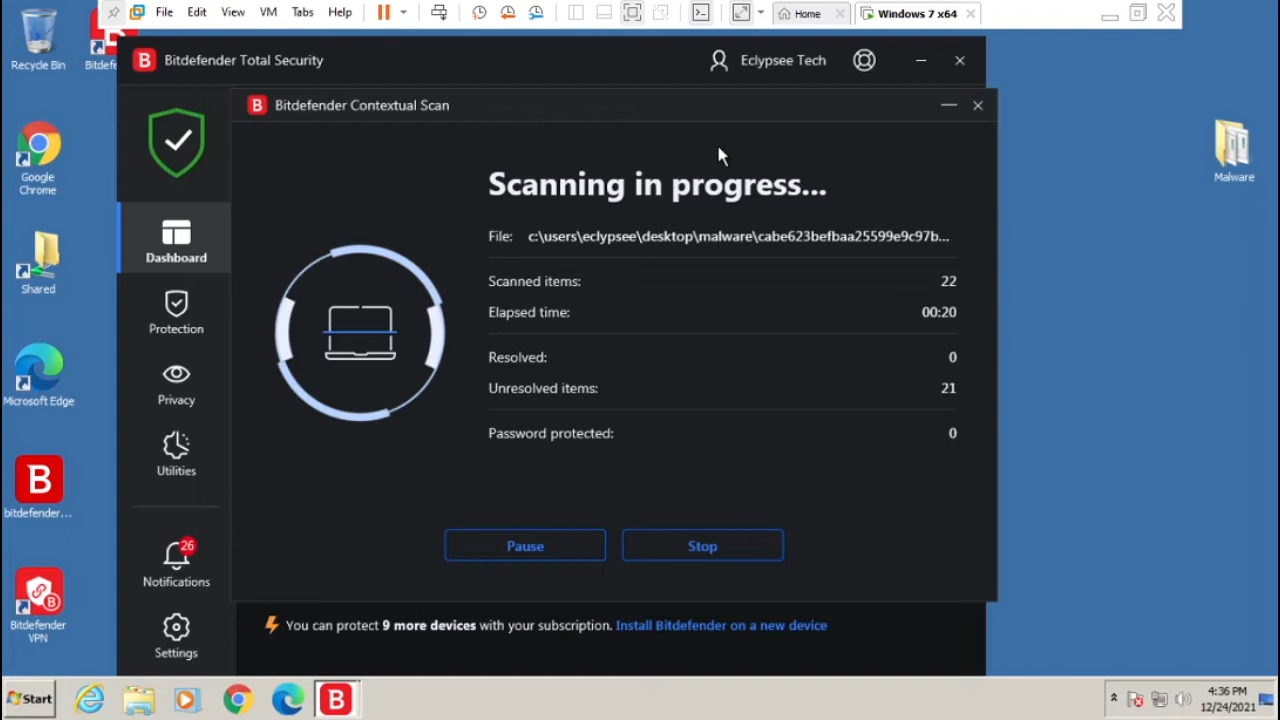 File Edit View VM Tabs Help
Home
Windows 7 x64
Recycle Bin
Bitdefe
B Bitdefender Total Security
Eclypsee Tech
B Bitdefender Contextual Scan
Google
Chrome
Shared
Microsoft Edge
B
bitdefender...
B
Bitdefender
VPN
Malware
Dashboard
Protection
Privacy
Utilities
26
Notifications
Settings
Scanning in progress...
File: c:\users\eclypsee\desktop\malware\cabe623befbaa25599e9c97b...
Scanned items: 22
Elapsed time: 00:20
Resolved: 0
Unresolved items: 21
Password protected: 0
Pause Stop
You can protect 9 more devices with your subscription. Install Bitdefender on a new device
Start
B
4:36 PM
12/24/2021